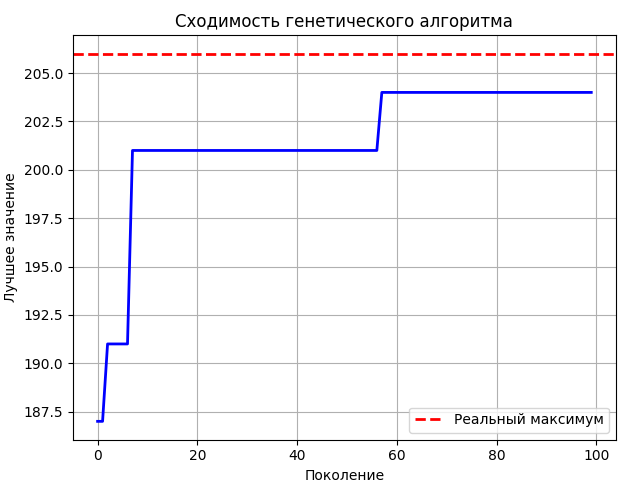 Сходимость генетического алгоритма
205.0
202.5
200.0
197.5
195.0
192.5
190.0
187.5
Лучшее значение
0 20 40 60 80 100
Поколение
Реальный максимум